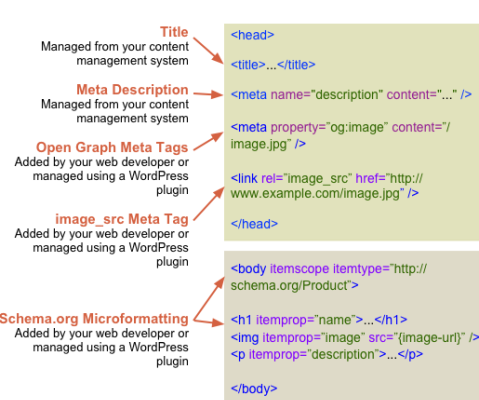 Title
Managed from your content
management system
Meta Description
Managed from your content
management system
Open Graph Meta Tags
Added by your web developer or
managed using a WordPress
plugin
image_src Meta Tag
Added by your web developer or
managed using a WordPress
plugin
Schema.org Microformatting
Added by your web developer or
managed using a WordPress
plugin
<head>
<title>...</title>
<meta name="description" content="..." />
<meta property="og:image" content="/
image.jpg" />
<link rel="image_src" href="http://
www.example.com/image.jpg" />
</head>
<body itemscope itemtype="http://
schema.org/Product">
<h1 itemprop="name">...</h1>
<img itemprop="image" src="{image-url}" />
<p itemprop="description">...</p>
</body>